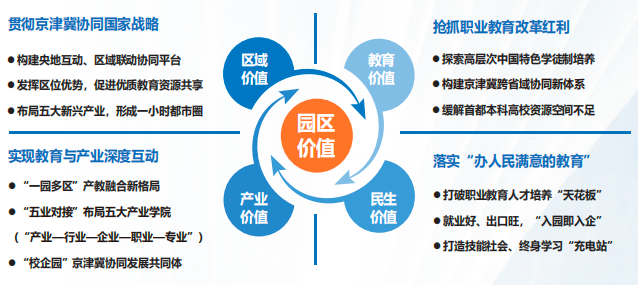 贯彻京津冀协同国家战略
● 构建央地互动、区域联动协同平台
● 发挥区位优势，促进优质教育资源共享
● 布局五大新兴产业，形成一小时都市圈
区域
价值
教育
价值
抢抓职业教育改革红利
● 探索高层次中国特色学徒制培养
● 构建京津冀跨省域协同新体系
● 缓解首都本科高校资源空间不足
园区
价值
实现教育与产业深度互动
● “一园多区”产教融合新格局
● “五业对接”布局五大产业学院
（“产业—行业—企业—职业—专业”）
● “校企园”京津冀协同发展共同体
产业
价值
民生
价值
落实“办人民满意的教育”
● 打破职业教育人才培养“天花板”
● 就业好、出口旺，“入园即入企”
● 打造技能社会、终身学习“充电站”